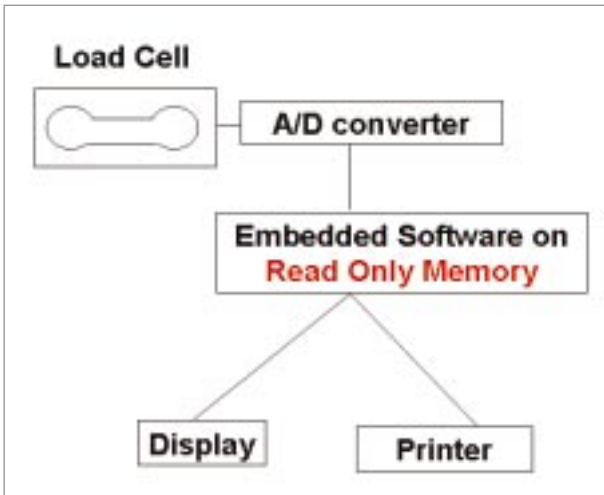 Load Cell
A/D converter
Embedded Software on
Read Only Memory
Display
Printer